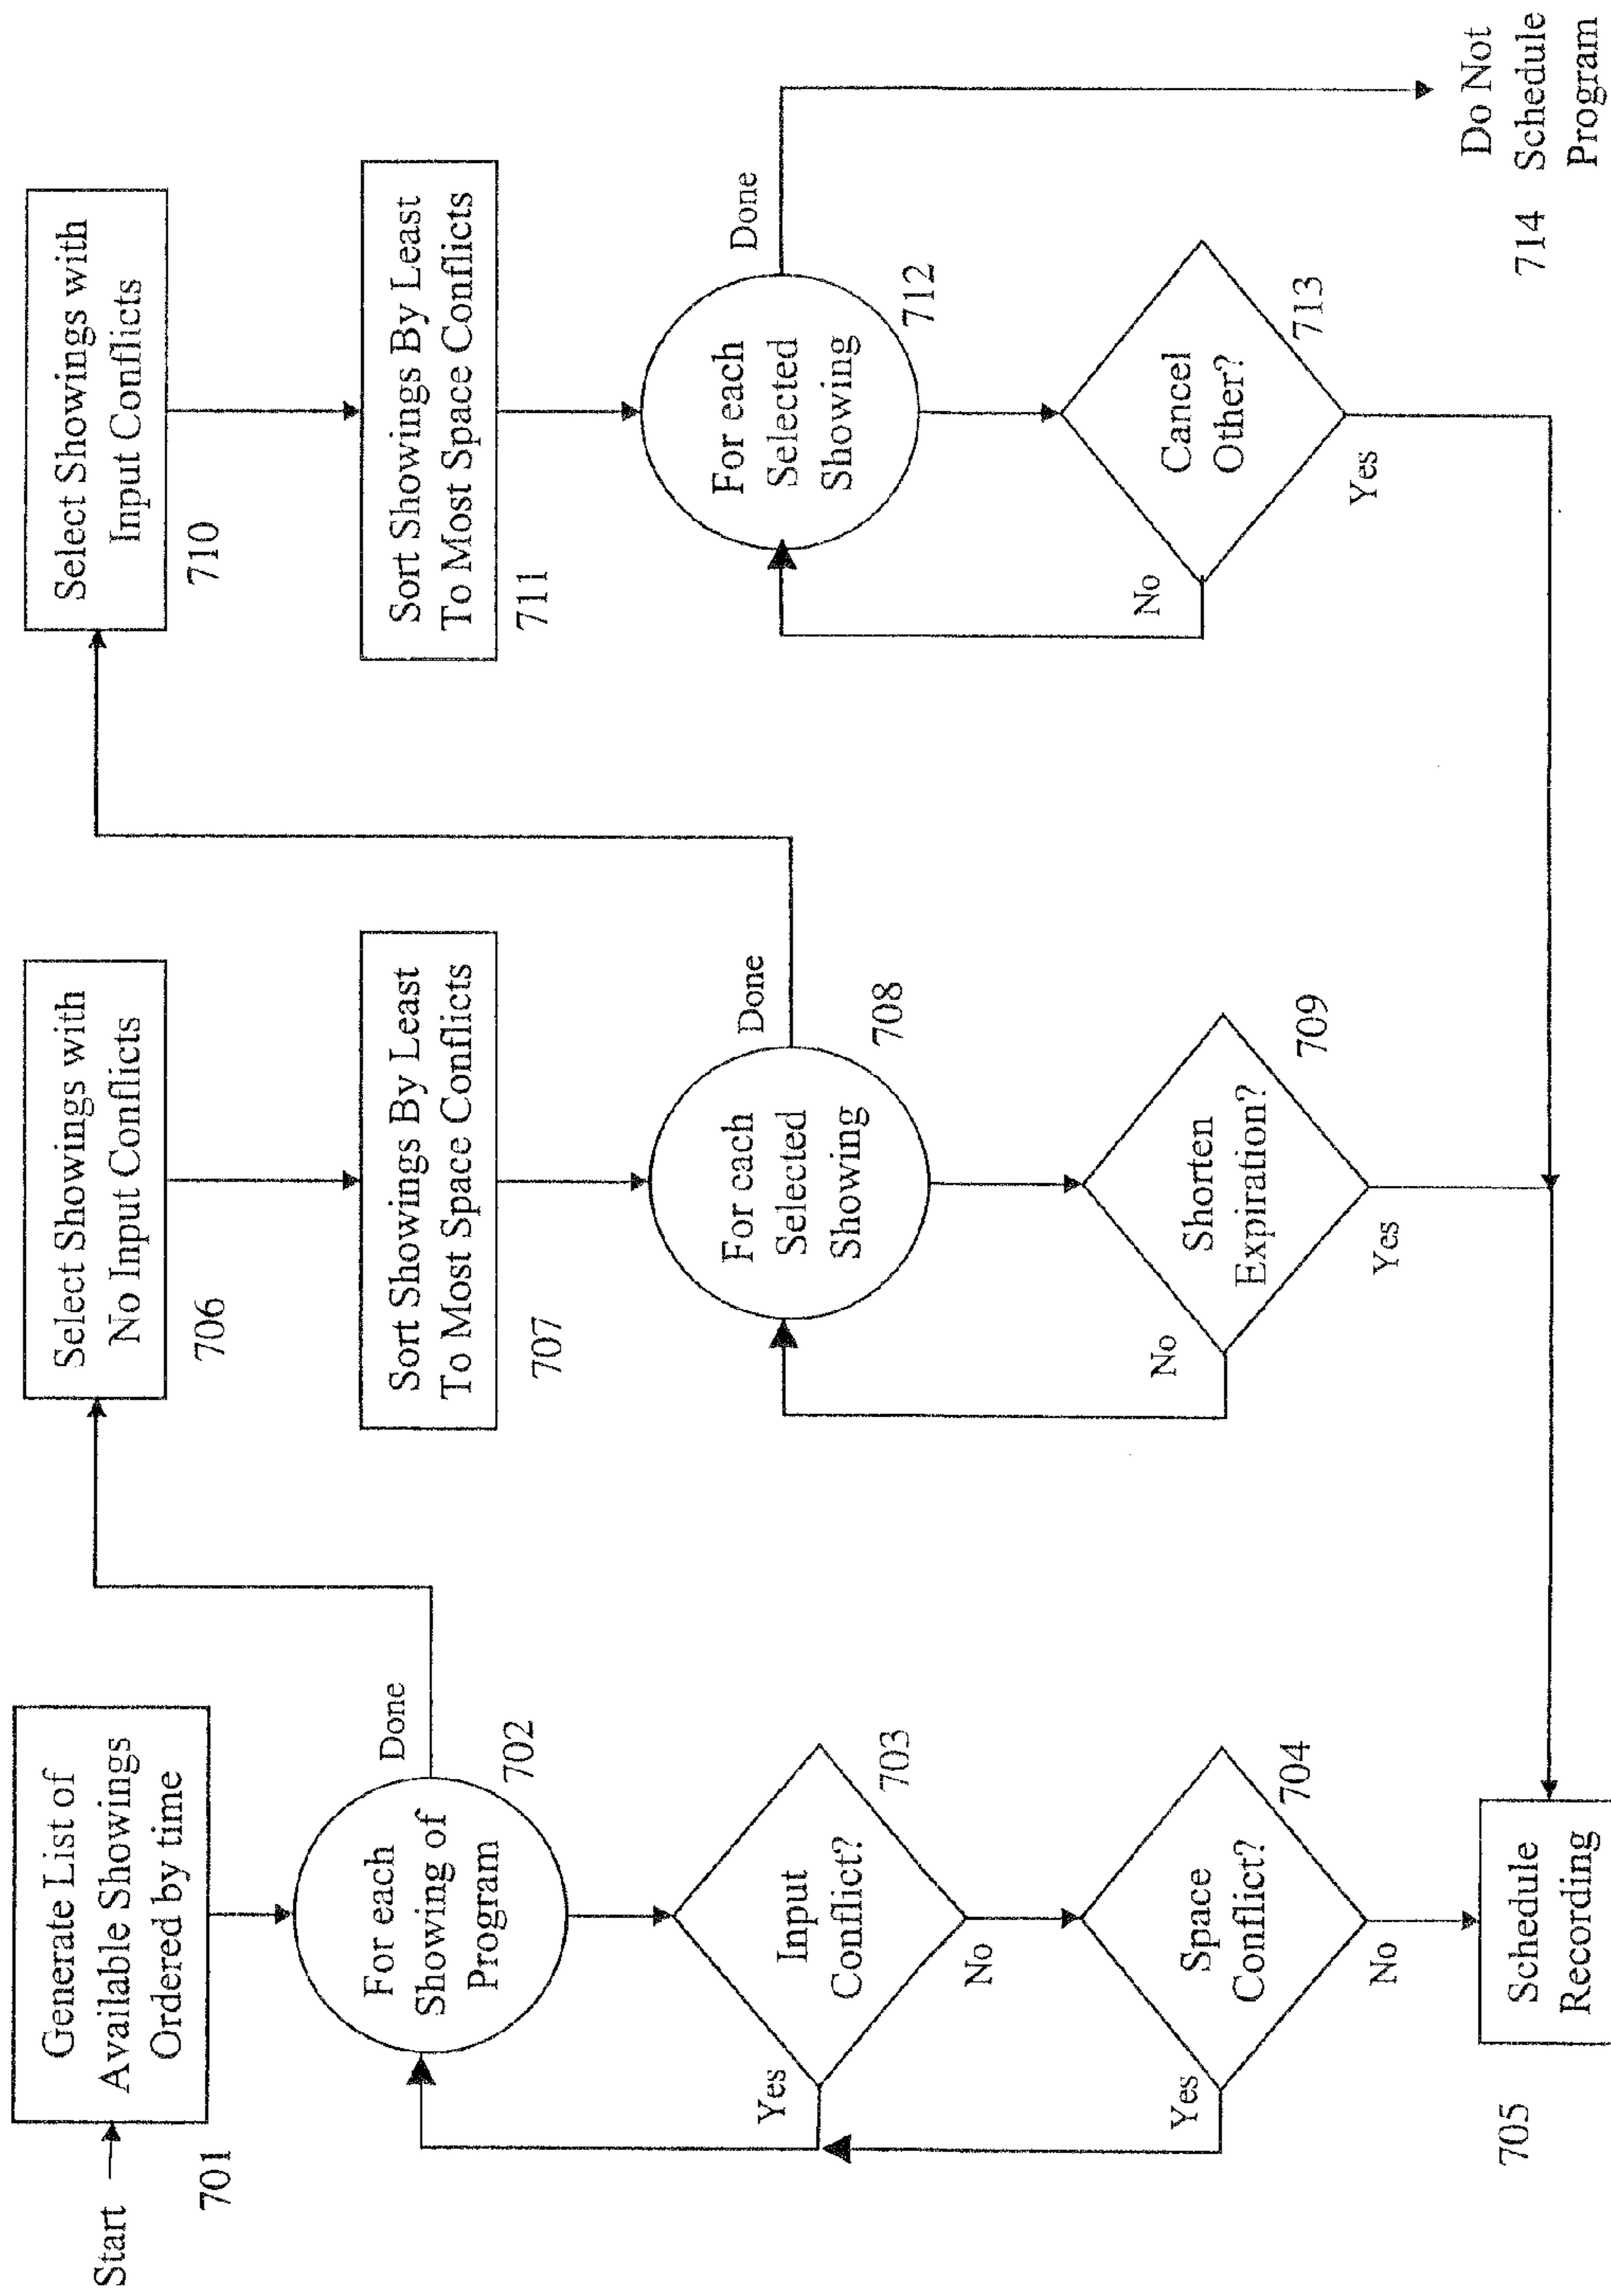 Start
Generate List of
Available Showings
Ordered by time
701
For each
Showing of
Program
Done
702
Input
Conflict?
703
Yes
No
Space
Conflict?
704
Yes
No
Schedule
Recording
705
Select Showings with
No Input Conflicts
706
Sort Showings By Least
To Most Space Conflicts
707
For each
Selected
Showing
Done
708
Shorten
Expiration?
709
No
Yes
Select Showings with
Input Conflicts
710
Sort Showings By Least
To Most Space Conflicts
711
For each
Selected
Showing
Done
712
Cancel
Other?
713
No
Yes
Do Not
714 Schedule
Program